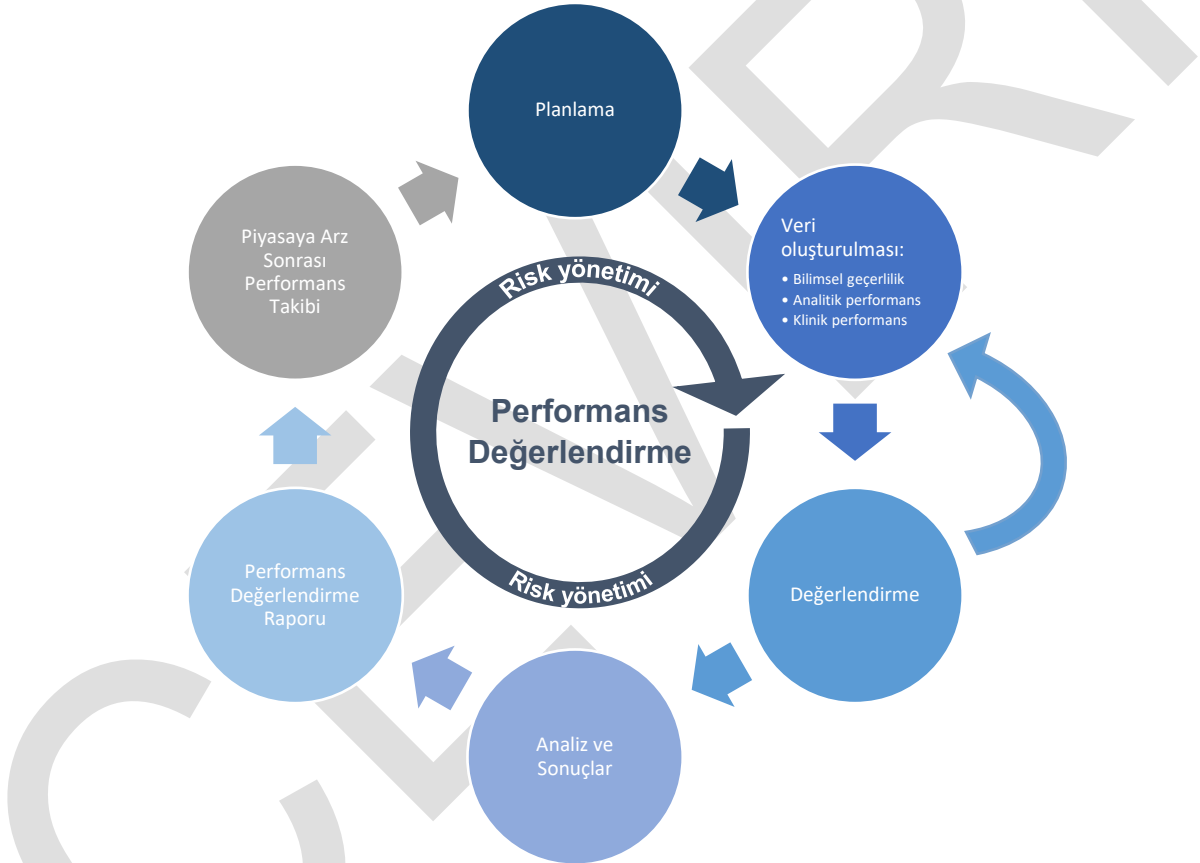 Planlama
Veri
oluşturulması:
• Bilimsel geçerlilik
• Analitik performans
• Klinik performans
Değerlendirme
Analiz ve
Sonuçlar
Performans
Değerlendirme
Raporu
Piyasaya Arz
Sonrası
Performans
Takibi
Risk yönetimi
Performans
Değerlendirme
Risk yönetimi